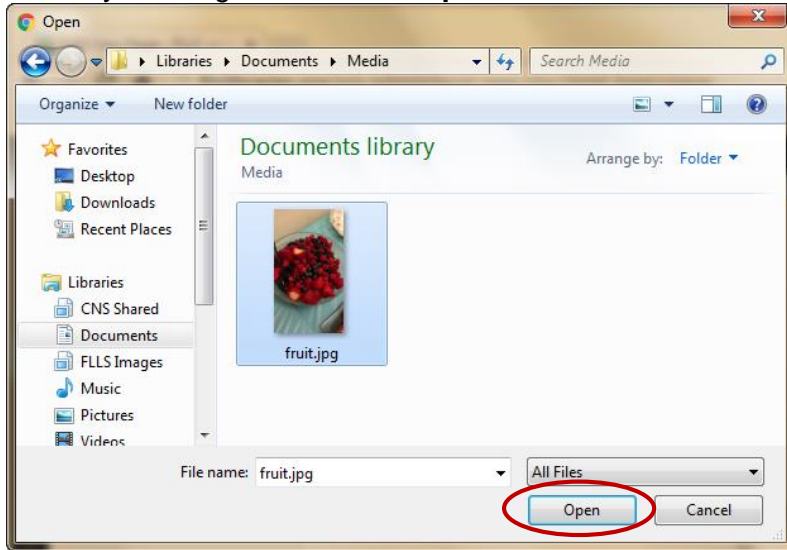 Open
Libraries Documents Media
Search Media
Organize New folder
Favorites
Desktop
Downloads
Recent Places
Libraries
CNS Shared
Documents
FLLS Images
Music
Pictures
Videos
Documents library
Media
Arrange by: Folder
fruit.jpg
File name: fruit.jpg
All Files
Open Cancel